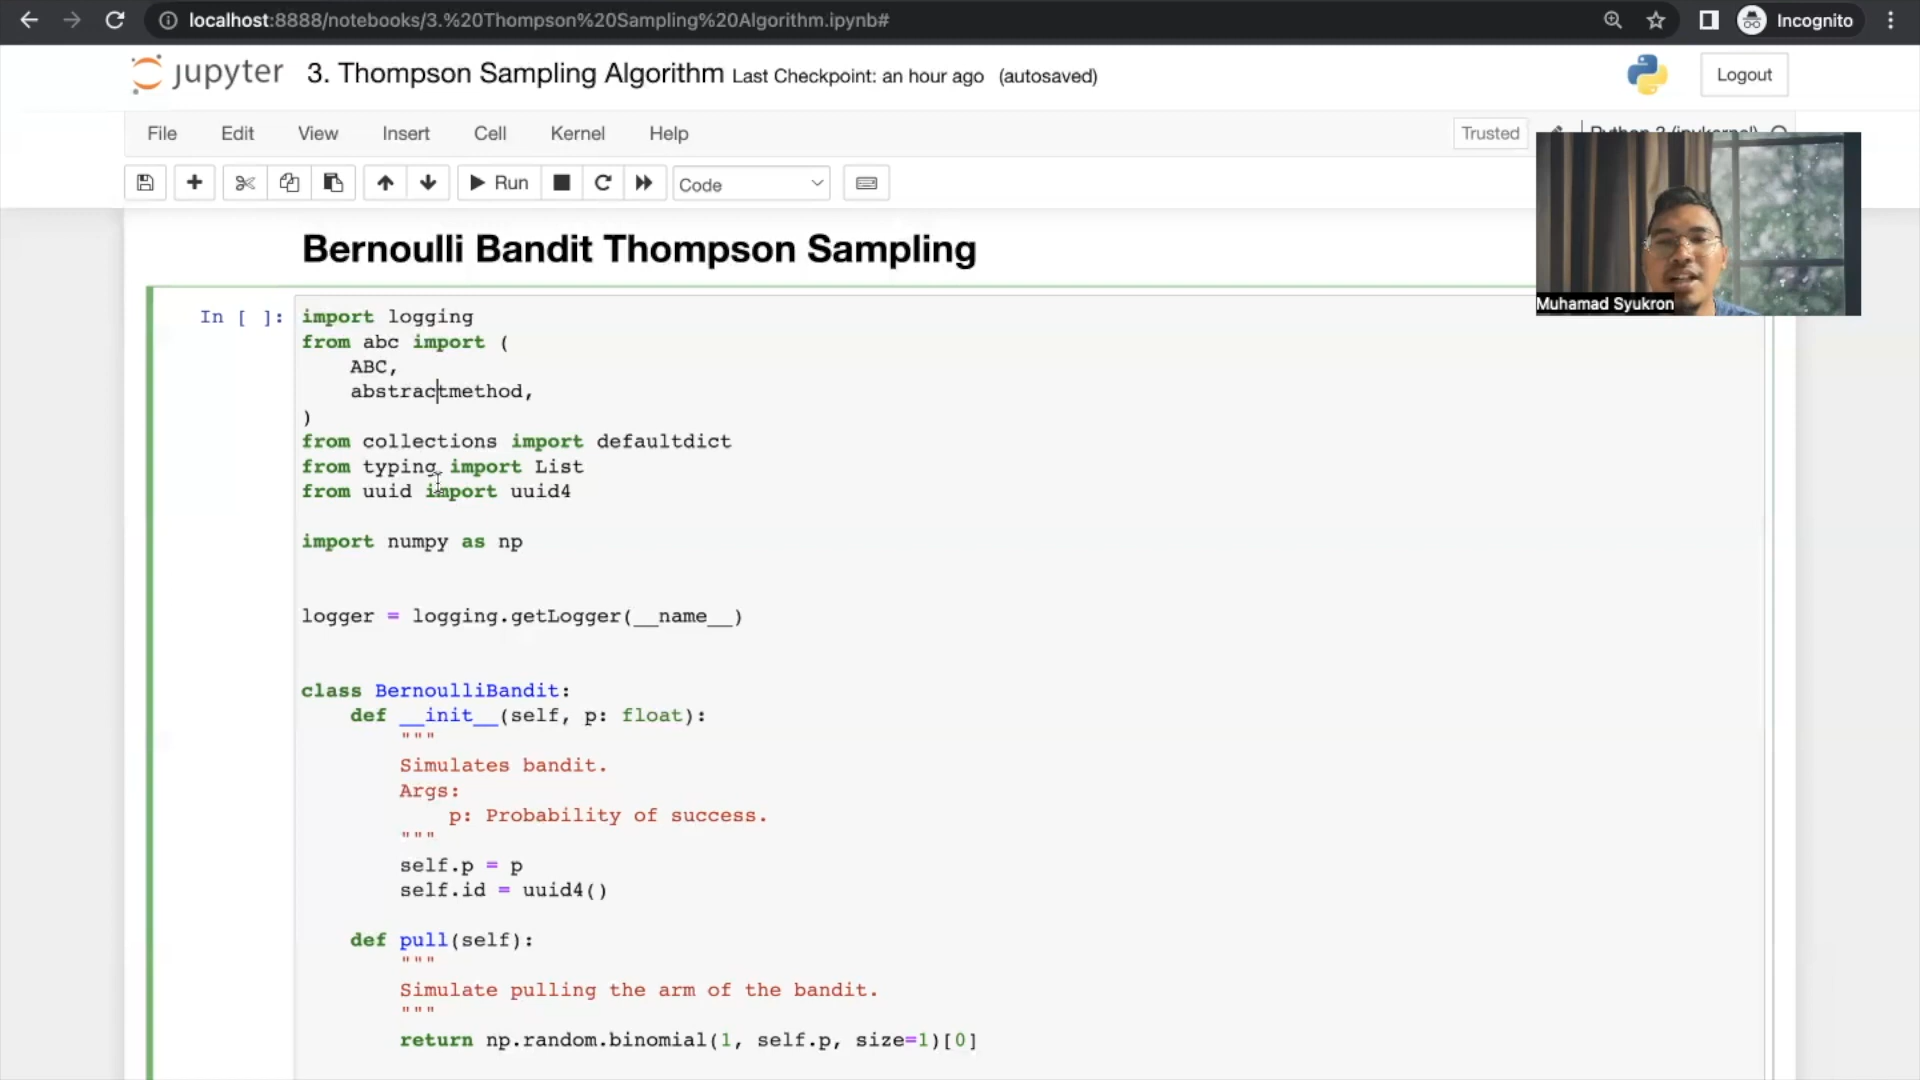 localhost:8888/notebooks/3.%20Thompson%20Sampling%20Algorithm.ipynb#
Incognito
jupyter 3. Thompson Sampling Algorithm Last Checkpoint: an hour ago (autosaved)
Logout
File Edit View Insert Cell Kernel Help
Trusted
Python 3 (ipykernel)
Run
Code
Muhamad Syukron
Bernoulli Bandit Thompson Sampling
In [ ]:
import logging
from abc import (
    ABC,
    abstractmethod,
)
from collections import defaultdict
from typing import List
from uuid import uuid4
import numpy as np
logger = logging.getLogger(__name__)
class BernoulliBandit:
    def __init__(self, p: float):
        """
        Simulates bandit.
        Args:
            p: Probability of success.
        """
        self.p = p
        self.id = uuid4()
    def pull(self):
        """
        Simulate pulling the arm of the bandit.
        """
        return np.random.binomial(1, self.p, size=1)[0]